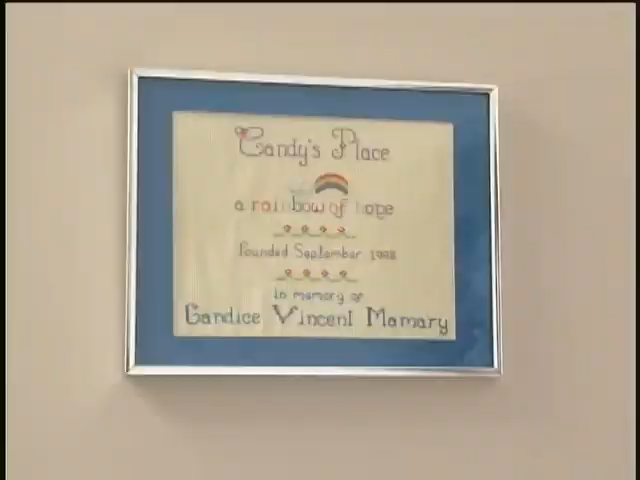 Candy's Place
a rainbow of hope
Founded September
in memory of
Candice Vincent Mamary